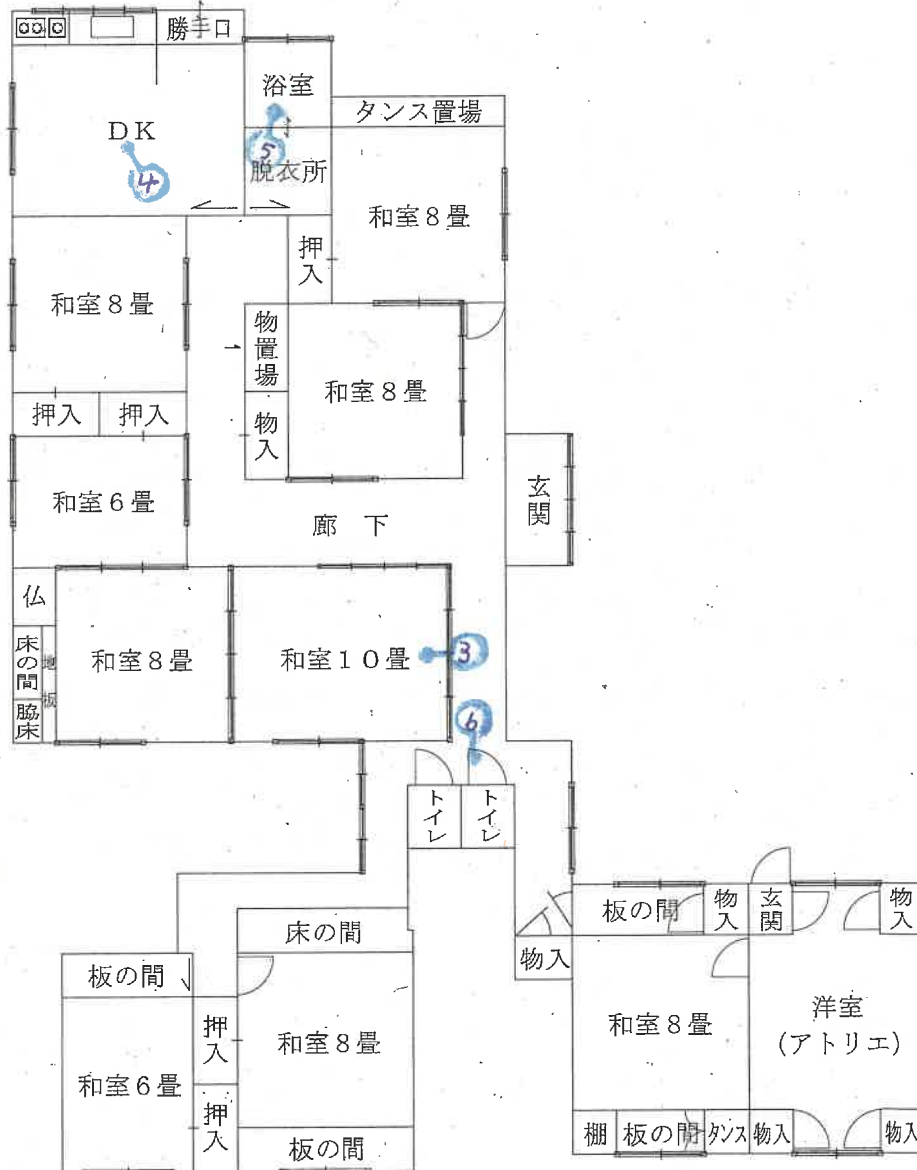 勝手口
浴室
タンス置場
DK
5
脱衣所
4
和室8畳
押入
和室8畳
物置場
和室8畳
押入
押入
物入
和室6畳
玄関
廊 下
仏
床の間
地板
脇床
和室8畳
和室10畳
3
6
トイレ
トイレ
板の間
物入
玄関
物入
床の間
物入
板の間
押入
和室8畳
和室8畳
洋室
(アトリエ)
和室6畳
押入
板の間
棚
板の間
タンス
物入
物入